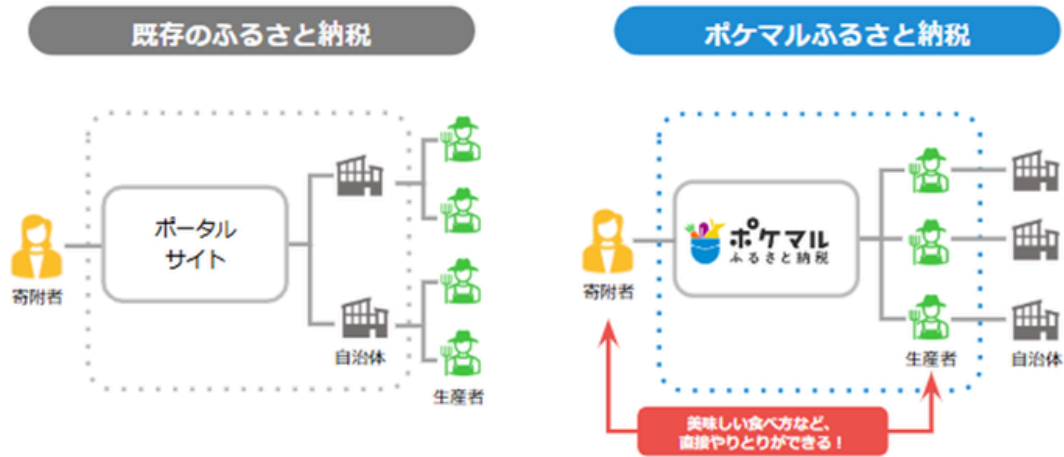 既存のふるさと納税
ポータル
サイト
寄附者
自治体
生産者
ポケマルふるさと納税
ポケマル
ふるさと納税
寄附者
生産者
自治体
美味しい食べ方など、
直接やりとりができる！